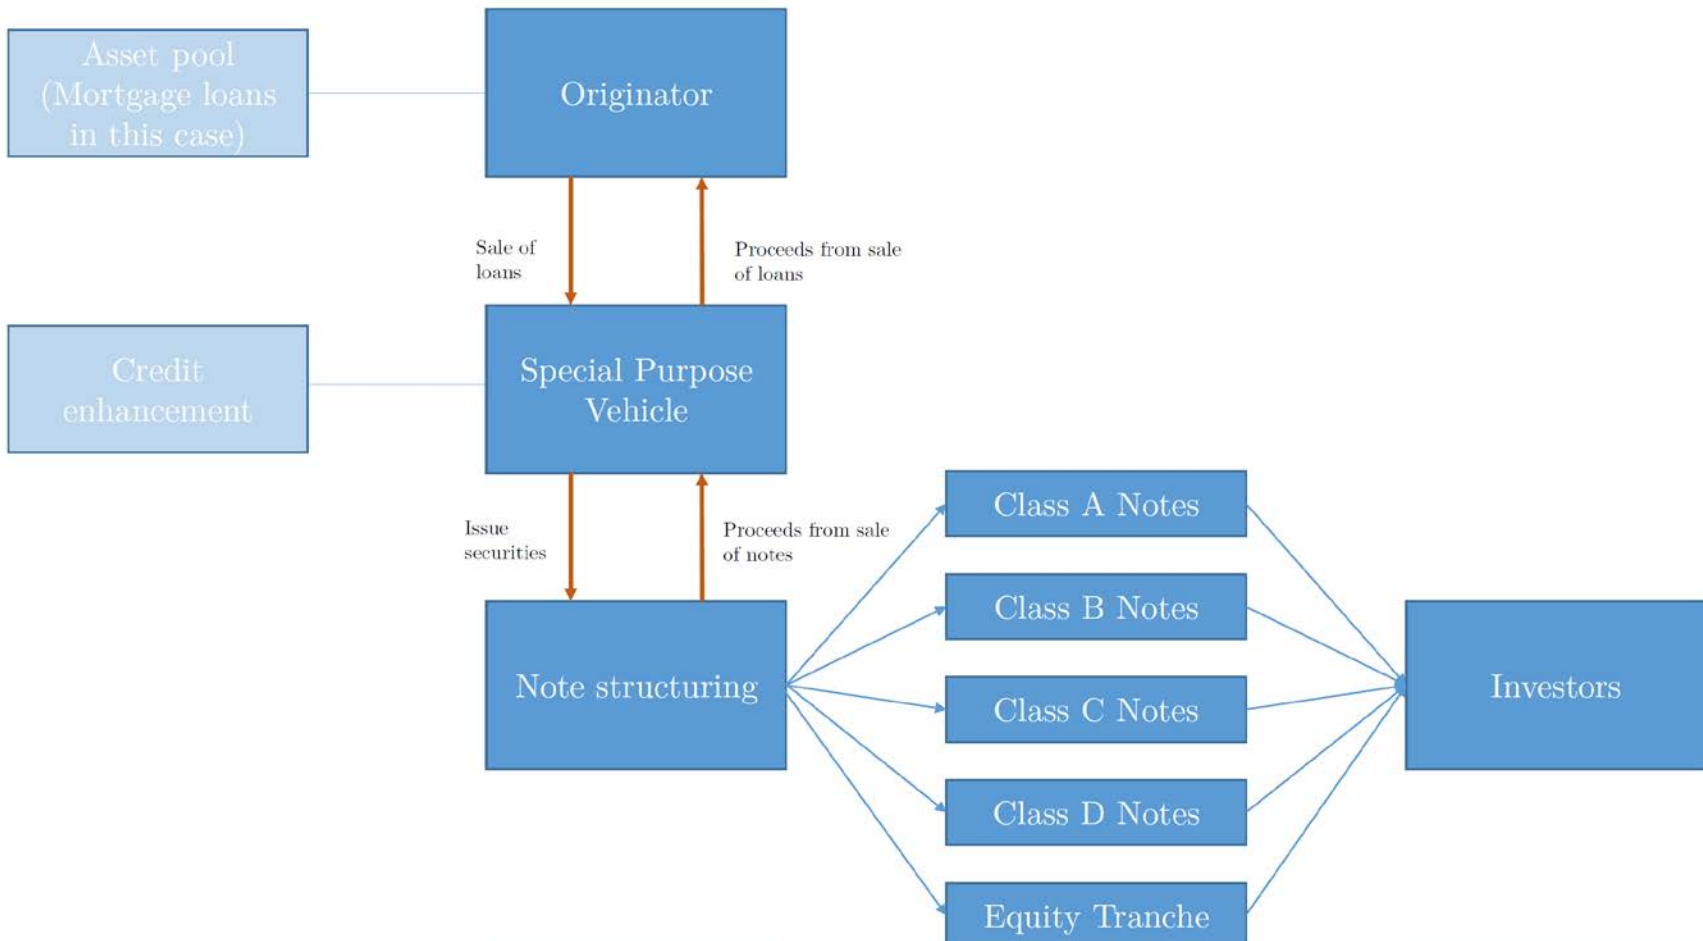 Asset pool
(Mortgage loans
in this case)
Originator
Sale of
loans
Proceeds from sale
of loans
Credit
enhancement
Special Purpose
Vehicle
Issue
securities
Proceeds from sale
of notes
Note structuring
Class A Notes
Class B Notes
Class C Notes
Class D Notes
Equity Tranche
Investors